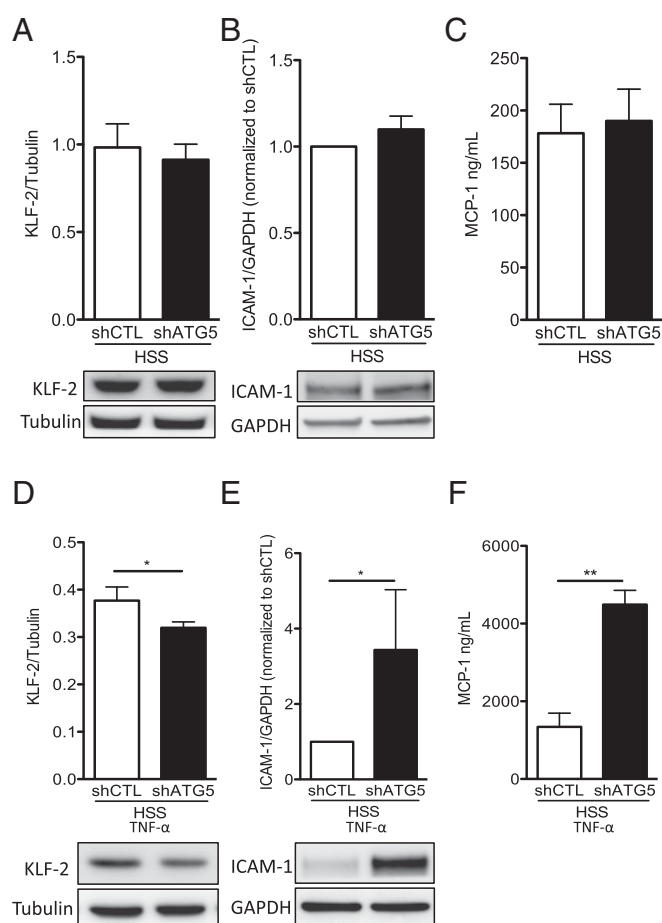 A
KLF-2/Tubulin
1.5
1.0
0.5
0.0
shCTL shATG5
HSS
KLF-2
Tubulin
B
ICAM-1/GAPDH (normalized to shCTL)
1.5
1.0
0.5
0.0
shCTL shATG5
HSS
ICAM-1
GAPDH
C
MCP-1 ng/mL
250
200
150
100
50
0
shCTL shATG5
HSS
D
KLF-2/Tubulin
0.5
0.4
0.3
0.2
0.1
0.0
*
shCTL shATG5
HSS
TNF-α
KLF-2
Tubulin
E
ICAM-1/GAPDH (normalized to shCTL)
6
4
2
0
*
shCTL shATG5
HSS
TNF-α
ICAM-1
GAPDH
F
MCP-1 ng/mL
6000
4000
2000
0
**
shCTL shATG5
HSS
TNF-α